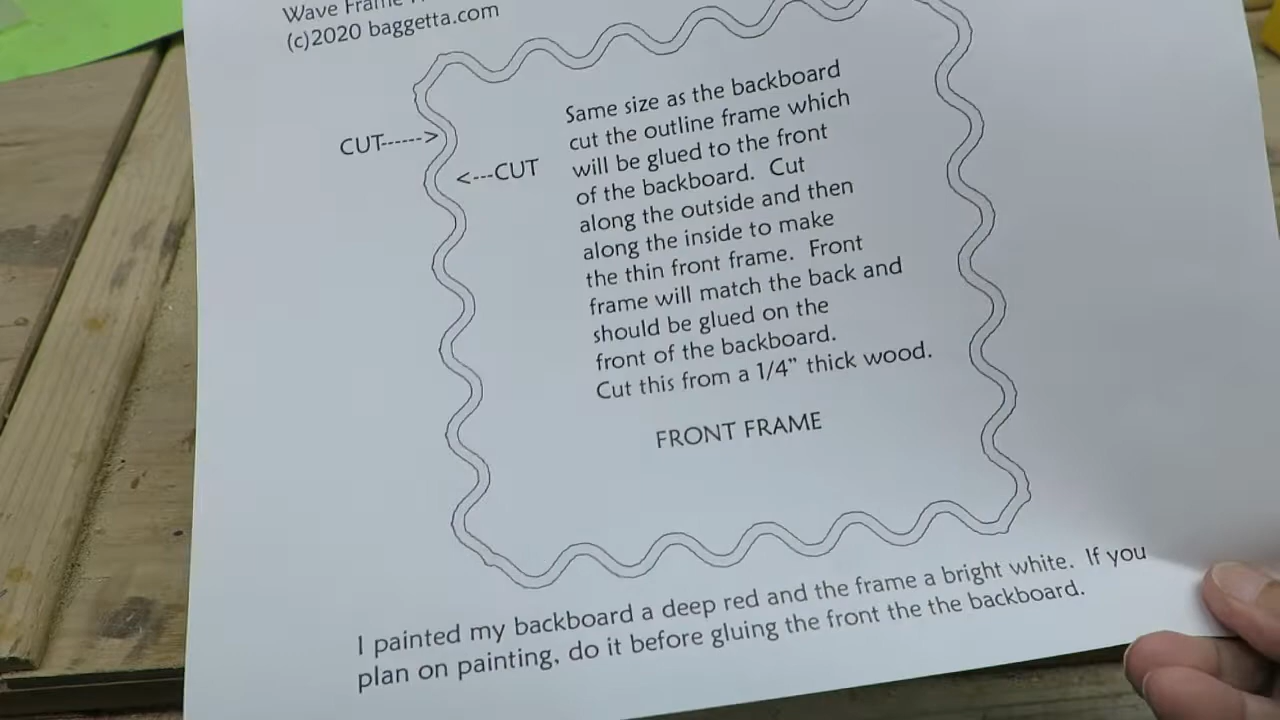 Wave Frame
(c)2020 baggetta.com
CUT------>
<---CUT
Same size as the backboard
cut the outline frame which
will be glued to the front
of the backboard. Cut
along the outside and then
along the inside to make
the thin front frame. Front
frame will match the back and
should be glued on the
front of the backboard.
Cut this from a 1/4” thick wood.
FRONT FRAME
I painted my backboard a deep red and the frame a bright white. If you
plan on painting, do it before gluing the front the the backboard.